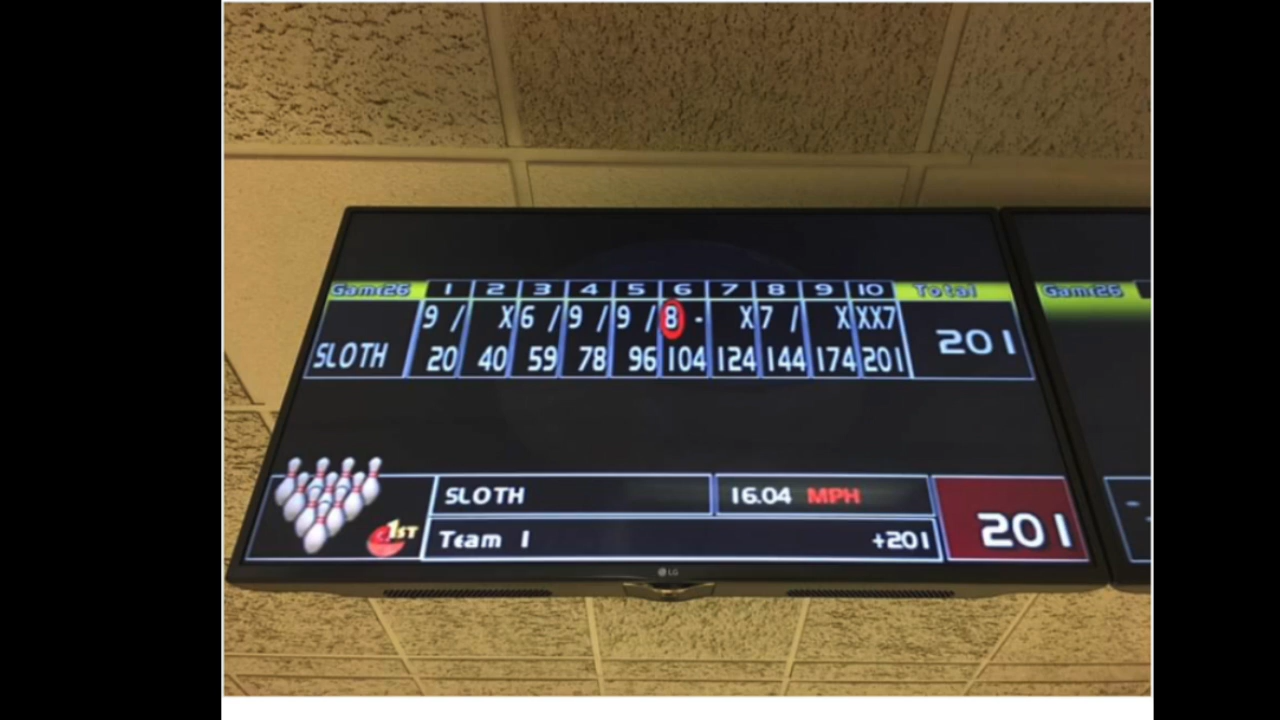 Game26 1 2 3 4 5 6 7 8 9 10 Total Game26
9 / X 6 / 9 / 9 / 8 - X 7 / X XX7
SLOTH 20 40 59 78 96 104 124 144 174 201 201
SLOTH 16.04 MPH
1ST Team 1 +201 201
LG